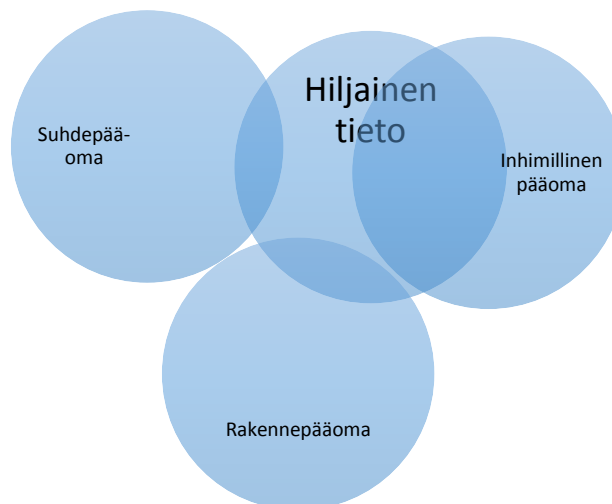 Hiljainen
tieto
Suhdepää-
oma
Inhimillinen
pääoma
Rakennepääoma